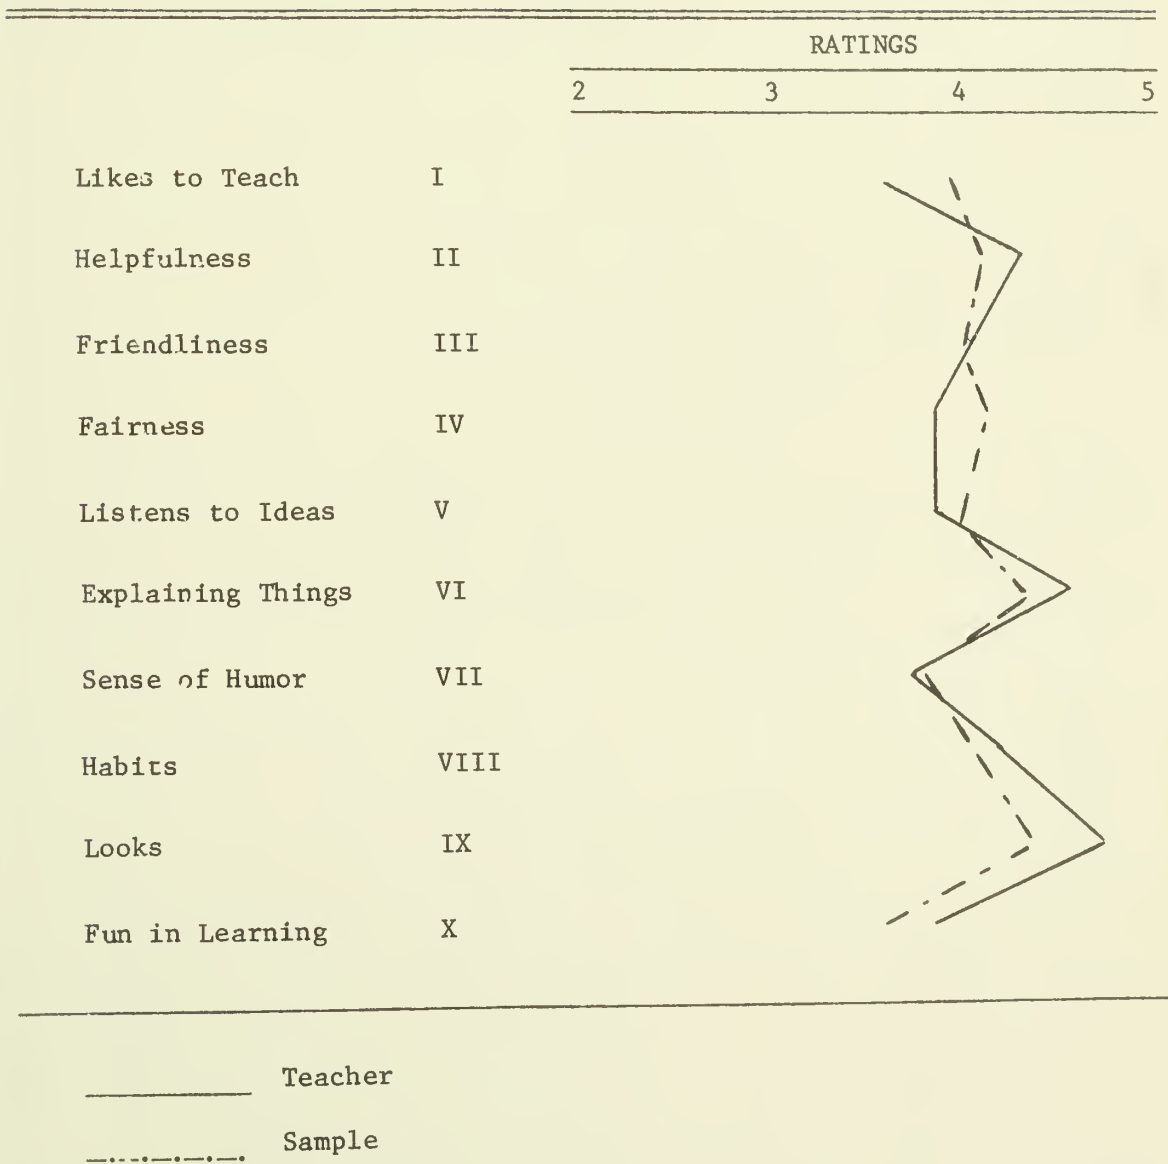 RATINGS
2 3 4 5
Likes to Teach I
Helpfulness II
Friendliness III
Fairness IV
Listens to Ideas V
Explaining Things VI
Sense of Humor VII
Habits VIII
Looks IX
Fun in Learning X
Teacher
Sample